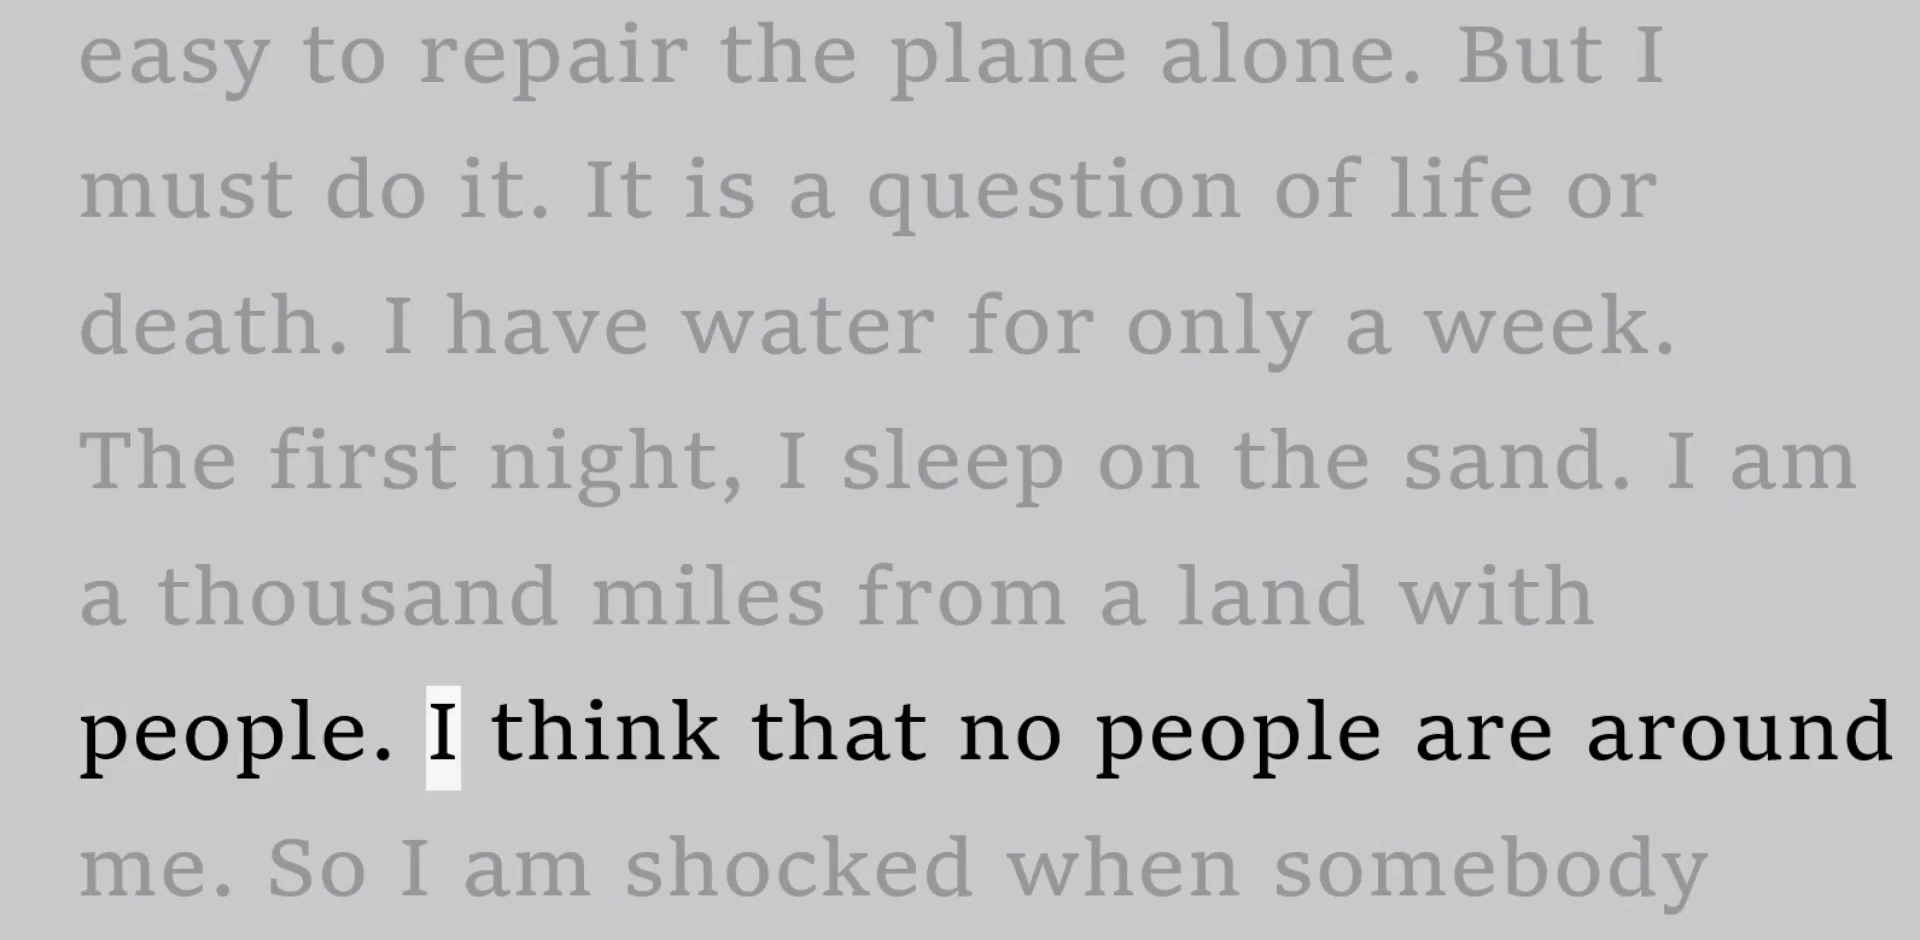 easy to repair the plane alone. But I
must do it. It is a question of life or
death. I have water for only a week.
The first night, I sleep on the sand. I am
a thousand miles from a land with
people. I think that no people are around
me. So I am shocked when somebody